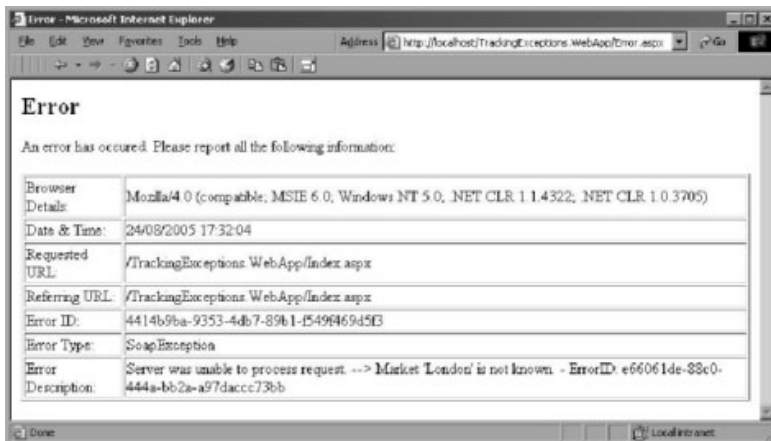 Error - Microsoft Internet Explorer
File Edit View Favorites Tools Help Address http://localhost/TrackingExceptions.WebApp/Error.aspx Go
Error
An error has occured. Please report all the following information:
Browser
Details:
Mozilla/4.0 (compatible; MSIE 6.0; Windows NT 5.0; .NET CLR 1.1.4322; .NET CLR 1.0.3705)
Date & Time: 24/08/2005 17:32:04
Requested
URL:
/TrackingExceptions.WebApp/Index.aspx
Referring URL: /TrackingExceptions.WebApp/Index.aspx
Error ID: 4414b9ba-9353-4db7-89b1-f549f469d5f3
Error Type: SoapException
Error
Description:
Server was unable to process request. --> Market 'London' is not known. - ErrorID: e66061de-88c0-
444a-bb2a-a97daccc73bb
Done Local intranet